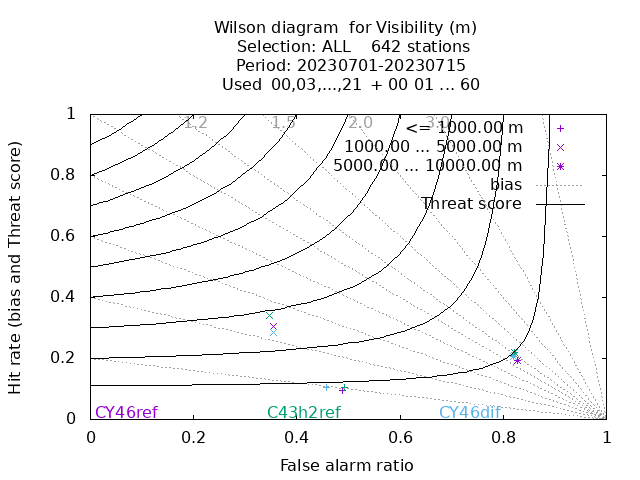 Wilson diagram for Visibility (m)
Selection: ALL 642 stations
Period: 20230701-20230715
Used 00,03,...,21 + 00 01 ... 60
1.2 1.5 2.0 3.0
<= 1000.00 m
1000.00 ... 5000.00 m
5000.00 ... 10000.00 m
bias
Threat score
Hit rate (bias and Threat score)
1
0.8
0.6
0.4
0.2
0
CY46ref C43h2ref CY46dif
0 0.2 0.4 0.6 0.8 1
False alarm ratio